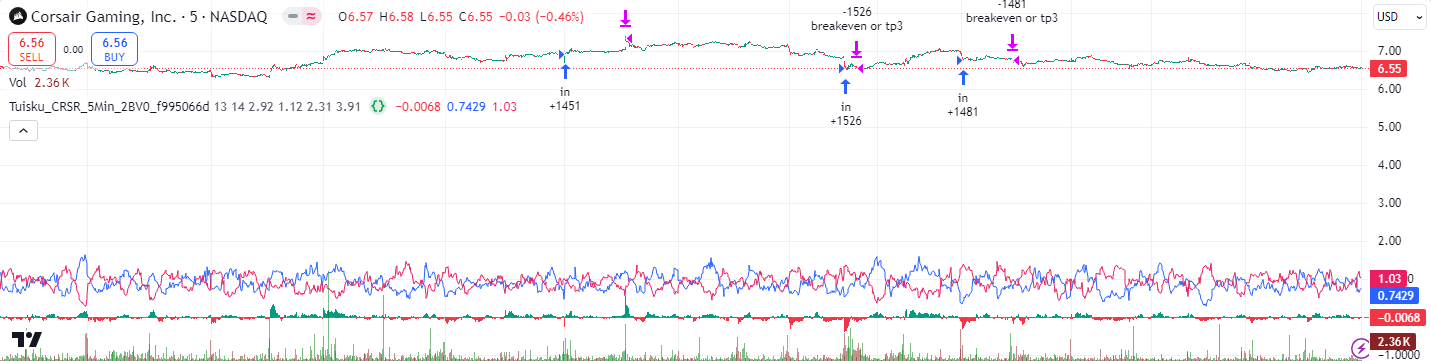 Corsair Gaming, Inc. · 5 · NASDAQ O6.57 H6.58 L6.55 C6.55 −0.03 (−0.46%)
-1526
breakeven or tp3
-1481
breakeven or tp3
USD
6.56
SELL
0.00
6.56
BUY
Vol 2.36 K
Tuisku_CRSR_5Min_2BV0_f995066d 13 14 2.92 1.12 2.31 3.91 {} −0.0068 0.7429 1.03
in
+1451
in
+1526
in
+1481
7.00
6.55
6.00
5.00
4.00
3.00
2.00
1.03
0.7429
−0.0068
2.36K
−1.0000